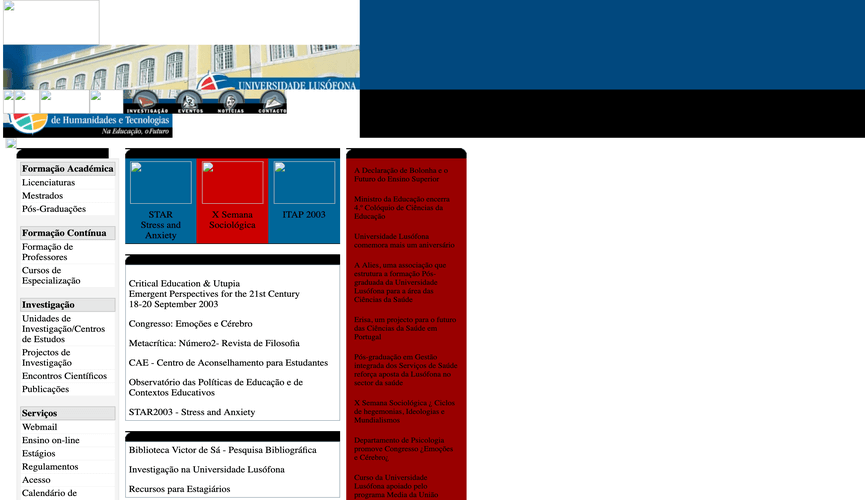 UNIVERSIDADE LUSÓFONA
INVESTIGAÇÃO EVENTOS NOTÍCIAS CONTACTO
de Humanidades e Tecnologias
Na Educação, o Futuro
Formação Académica
Licenciaturas
Mestrados
Pós-Graduações
Formação Contínua
Formação de
Professores
Cursos de
Especialização
Investigação
Unidades de
Investigação/Centros
de Estudos
Projectos de
Investigação
Encontros Científicos
Publicações
Serviços
Webmail
Ensino on-line
Estágios
Regulamentos
Acesso
Calendário de
STAR
Stress and
Anxiety
X Semana
Sociológica
ITAP 2003
Critical Education & Utupia
Emergent Perspectives for the 21st Century
18-20 September 2003
Congresso: Emoções e Cérebro
Metacrítica: Número2- Revista de Filosofia
CAE - Centro de Aconselhamento para Estudantes
Observatório das Políticas de Educação e de
Contextos Educativos
STAR2003 - Stress and Anxiety
Biblioteca Victor de Sá - Pesquisa Bibliográfica
Investigação na Universidade Lusófona
Recursos para Estagiários
A Declaração de Bolonha e o
Futuro do Ensino Superior
Ministro da Educação encerra
4.º Colóquio de Ciências da
Educação
Universidade Lusófona
comemora mais um aniversário
A Aliec, uma associação que
estrutura a formação Pós-
graduada da Universidade
Lusófona para a área das
Ciências da Saúde
um projecto para o futuro
das Ciências da Saúde em
Portugal
Pós-graduação em Gestão
integrada dos Serviços de Saúde
reforça aposta da Lusófona no
sector da saúde
X Semana Sociológica ¿ Ciclos
de hegemonias, Ideologias e
Mundialismos
Departamento de Psicologia
promove Congresso ¿Emoções
e Cérebro¿
Curso da Universidade
Lusófona apoiado pelo
programa Media da União